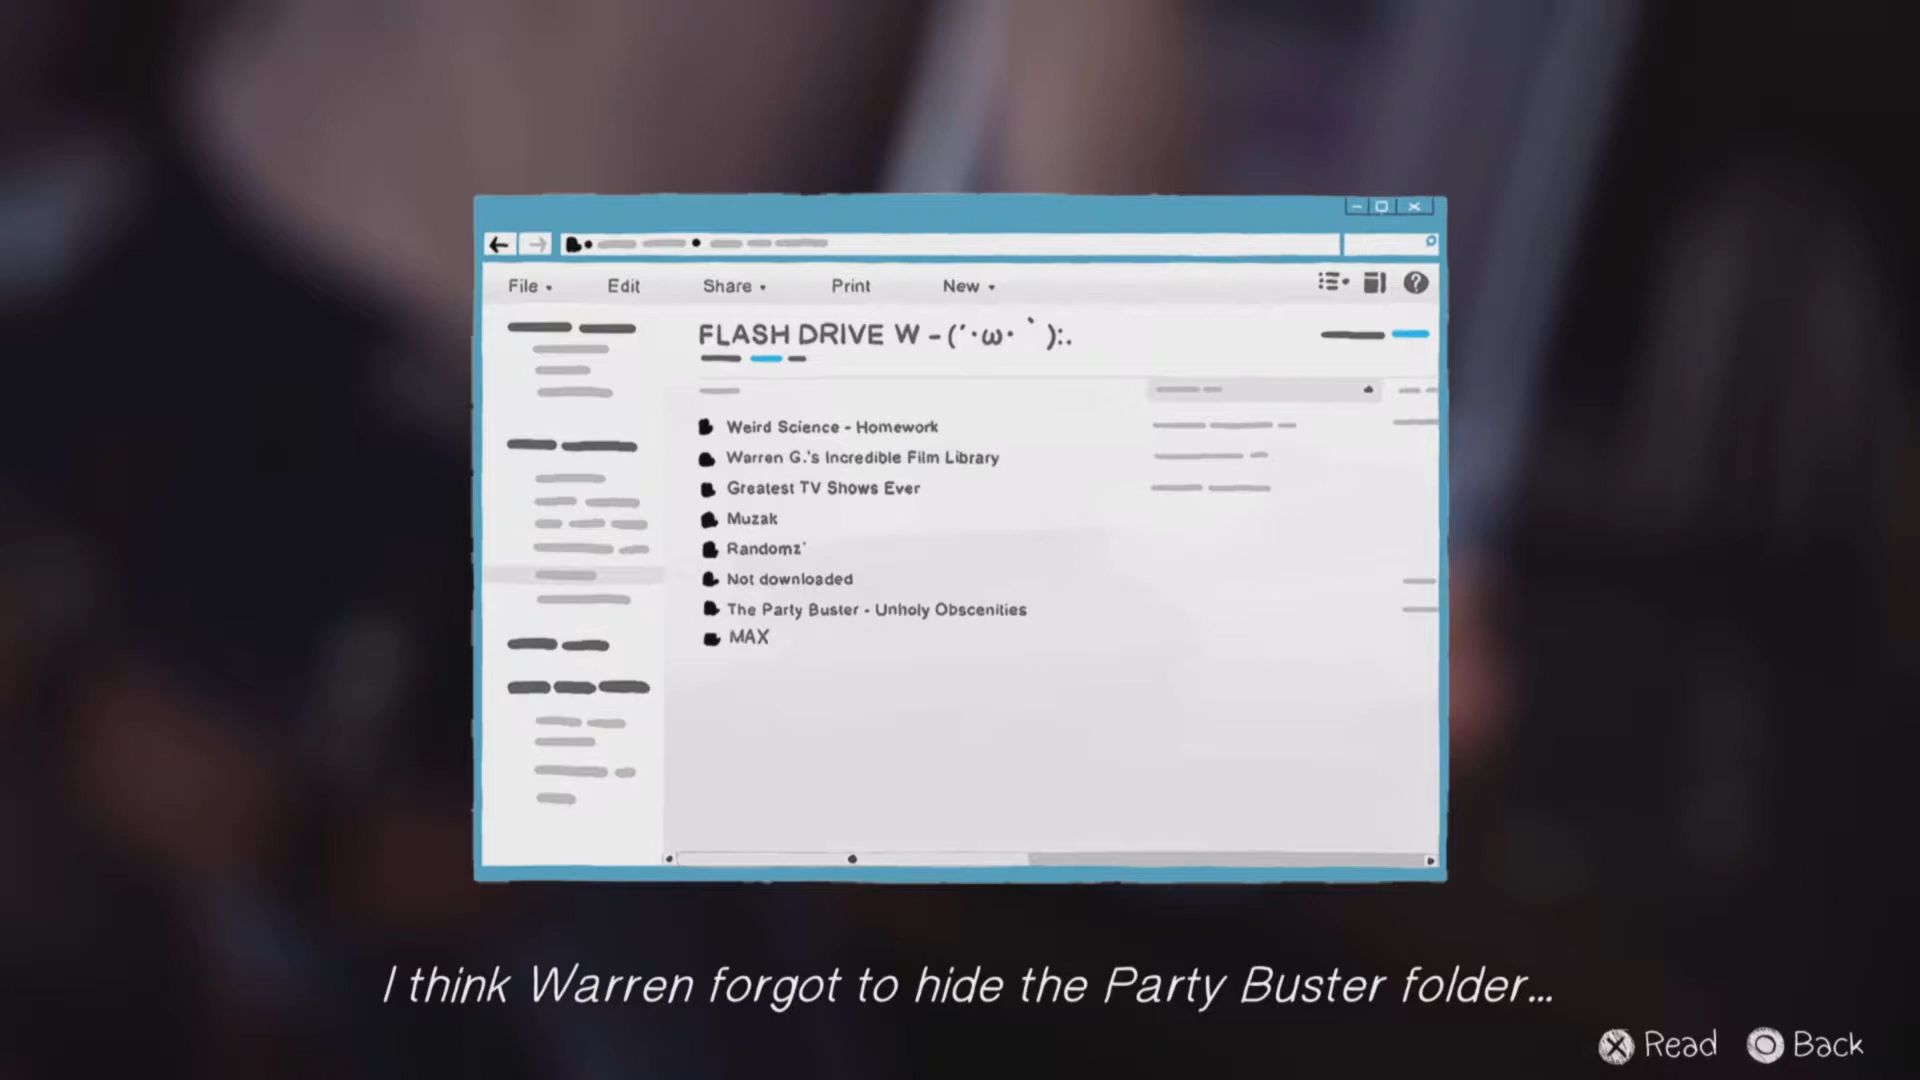 File
Edit
Share
Print
New
FLASH DRIVE W - (´・ω・｀):.
Weird Science - Homework
Warren G.'s Incredible Film Library
Greatest TV Shows Ever
Muzak
Randomz'
Not downloaded
The Party Buster - Unholy Obscenities
MAX
I think Warren forgot to hide the Party Buster folder...
Read
Back